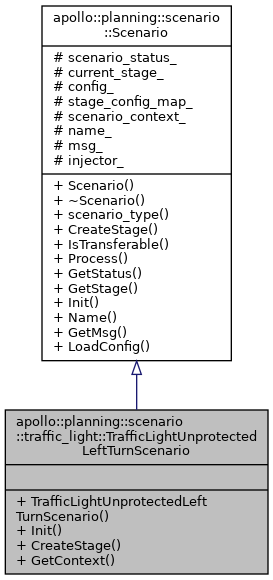 apollo::planning::scenario
::Scenario
# scenario_status_
# current_stage_
# config_
# stage_config_map_
# scenario_context_
# name_
# msg_
# injector_
+ Scenario()
+ ~Scenario()
+ scenario_type()
+ CreateStage()
+ IsTransferable()
+ Process()
+ GetStatus()
+ GetStage()
+ Init()
+ Name()
+ GetMsg()
+ LoadConfig()
apollo::planning::scenario
::traffic_light::TrafficLightUnprotected
LeftTurnScenario
+ TrafficLightUnprotectedLeft
TurnScenario()
+ Init()
+ CreateStage()
+ GetContext()